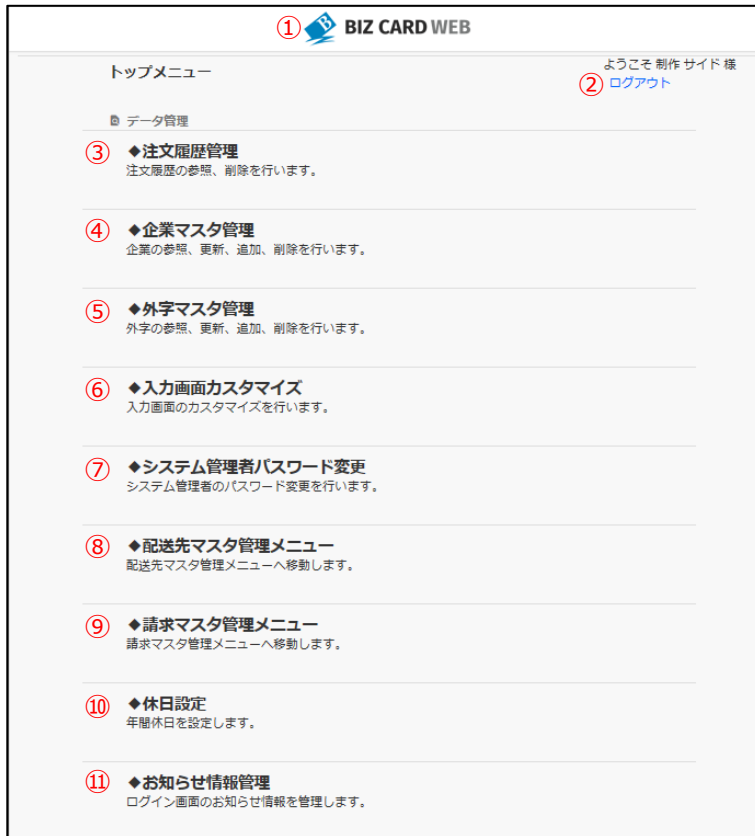 ① BIZ CARD WEB
トップメニュー
ようこそ 制作 サイド 様
② ログアウト
データ管理
③ ◆注文履歴管理
注文履歴の参照、削除を行います。
④ ◆企業マスタ管理
企業の参照、更新、追加、削除を行います。
⑤ ◆外字マスタ管理
外字の参照、更新、追加、削除を行います。
⑥ ◆入力画面カスタマイズ
入力画面のカスタマイズを行います。
⑦ ◆システム管理者パスワード変更
システム管理者のパスワード変更を行います。
⑧ ◆配送先マスタ管理メニュー
配送先マスタ管理メニューへ移動します。
⑨ ◆請求マスタ管理メニュー
請求マスタ管理メニューへ移動します。
⑩ ◆休日設定
年間休日を設定します。
⑪ ◆お知らせ情報管理
ログイン画面のお知らせ情報を管理します。